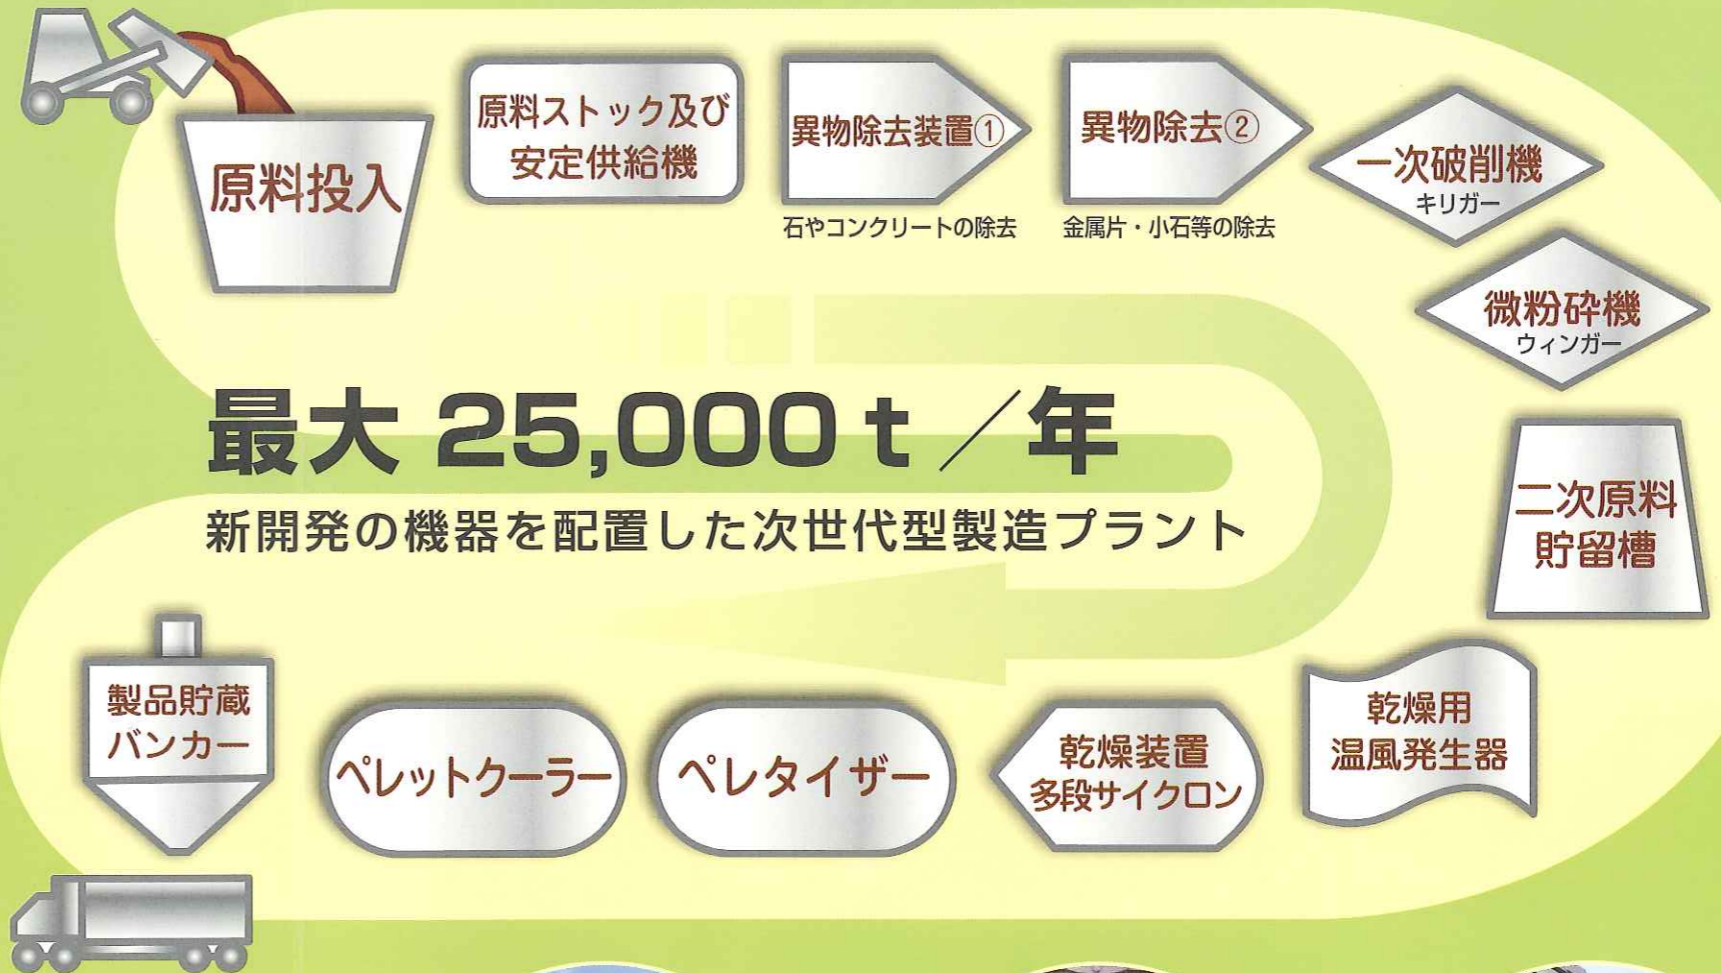 原料投入
原料ストック及び
安定供給機
異物除去装置①
石やコンクリートの除去
異物除去②
金属片・小石等の除去
一次破削機
キリガー
微粉砕機
ウィンガー
二次原料
貯留槽
最大 25,000 t /年
新開発の機器を配置した次世代型製造プラント
乾燥用
温風発生器
乾燥装置
多段サイクロン
ペレタイザー
ペレットクーラー
製品貯蔵
バンカー